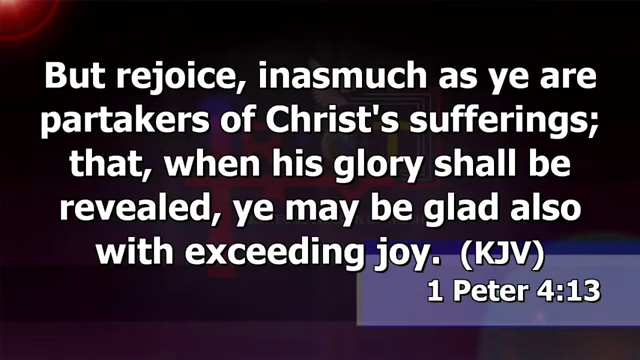 But rejoice, inasmuch as ye are
partakers of Christ's sufferings;
that, when his glory shall be
revealed, ye may be glad also
with exceeding joy. (KJV)
1 Peter 4:13